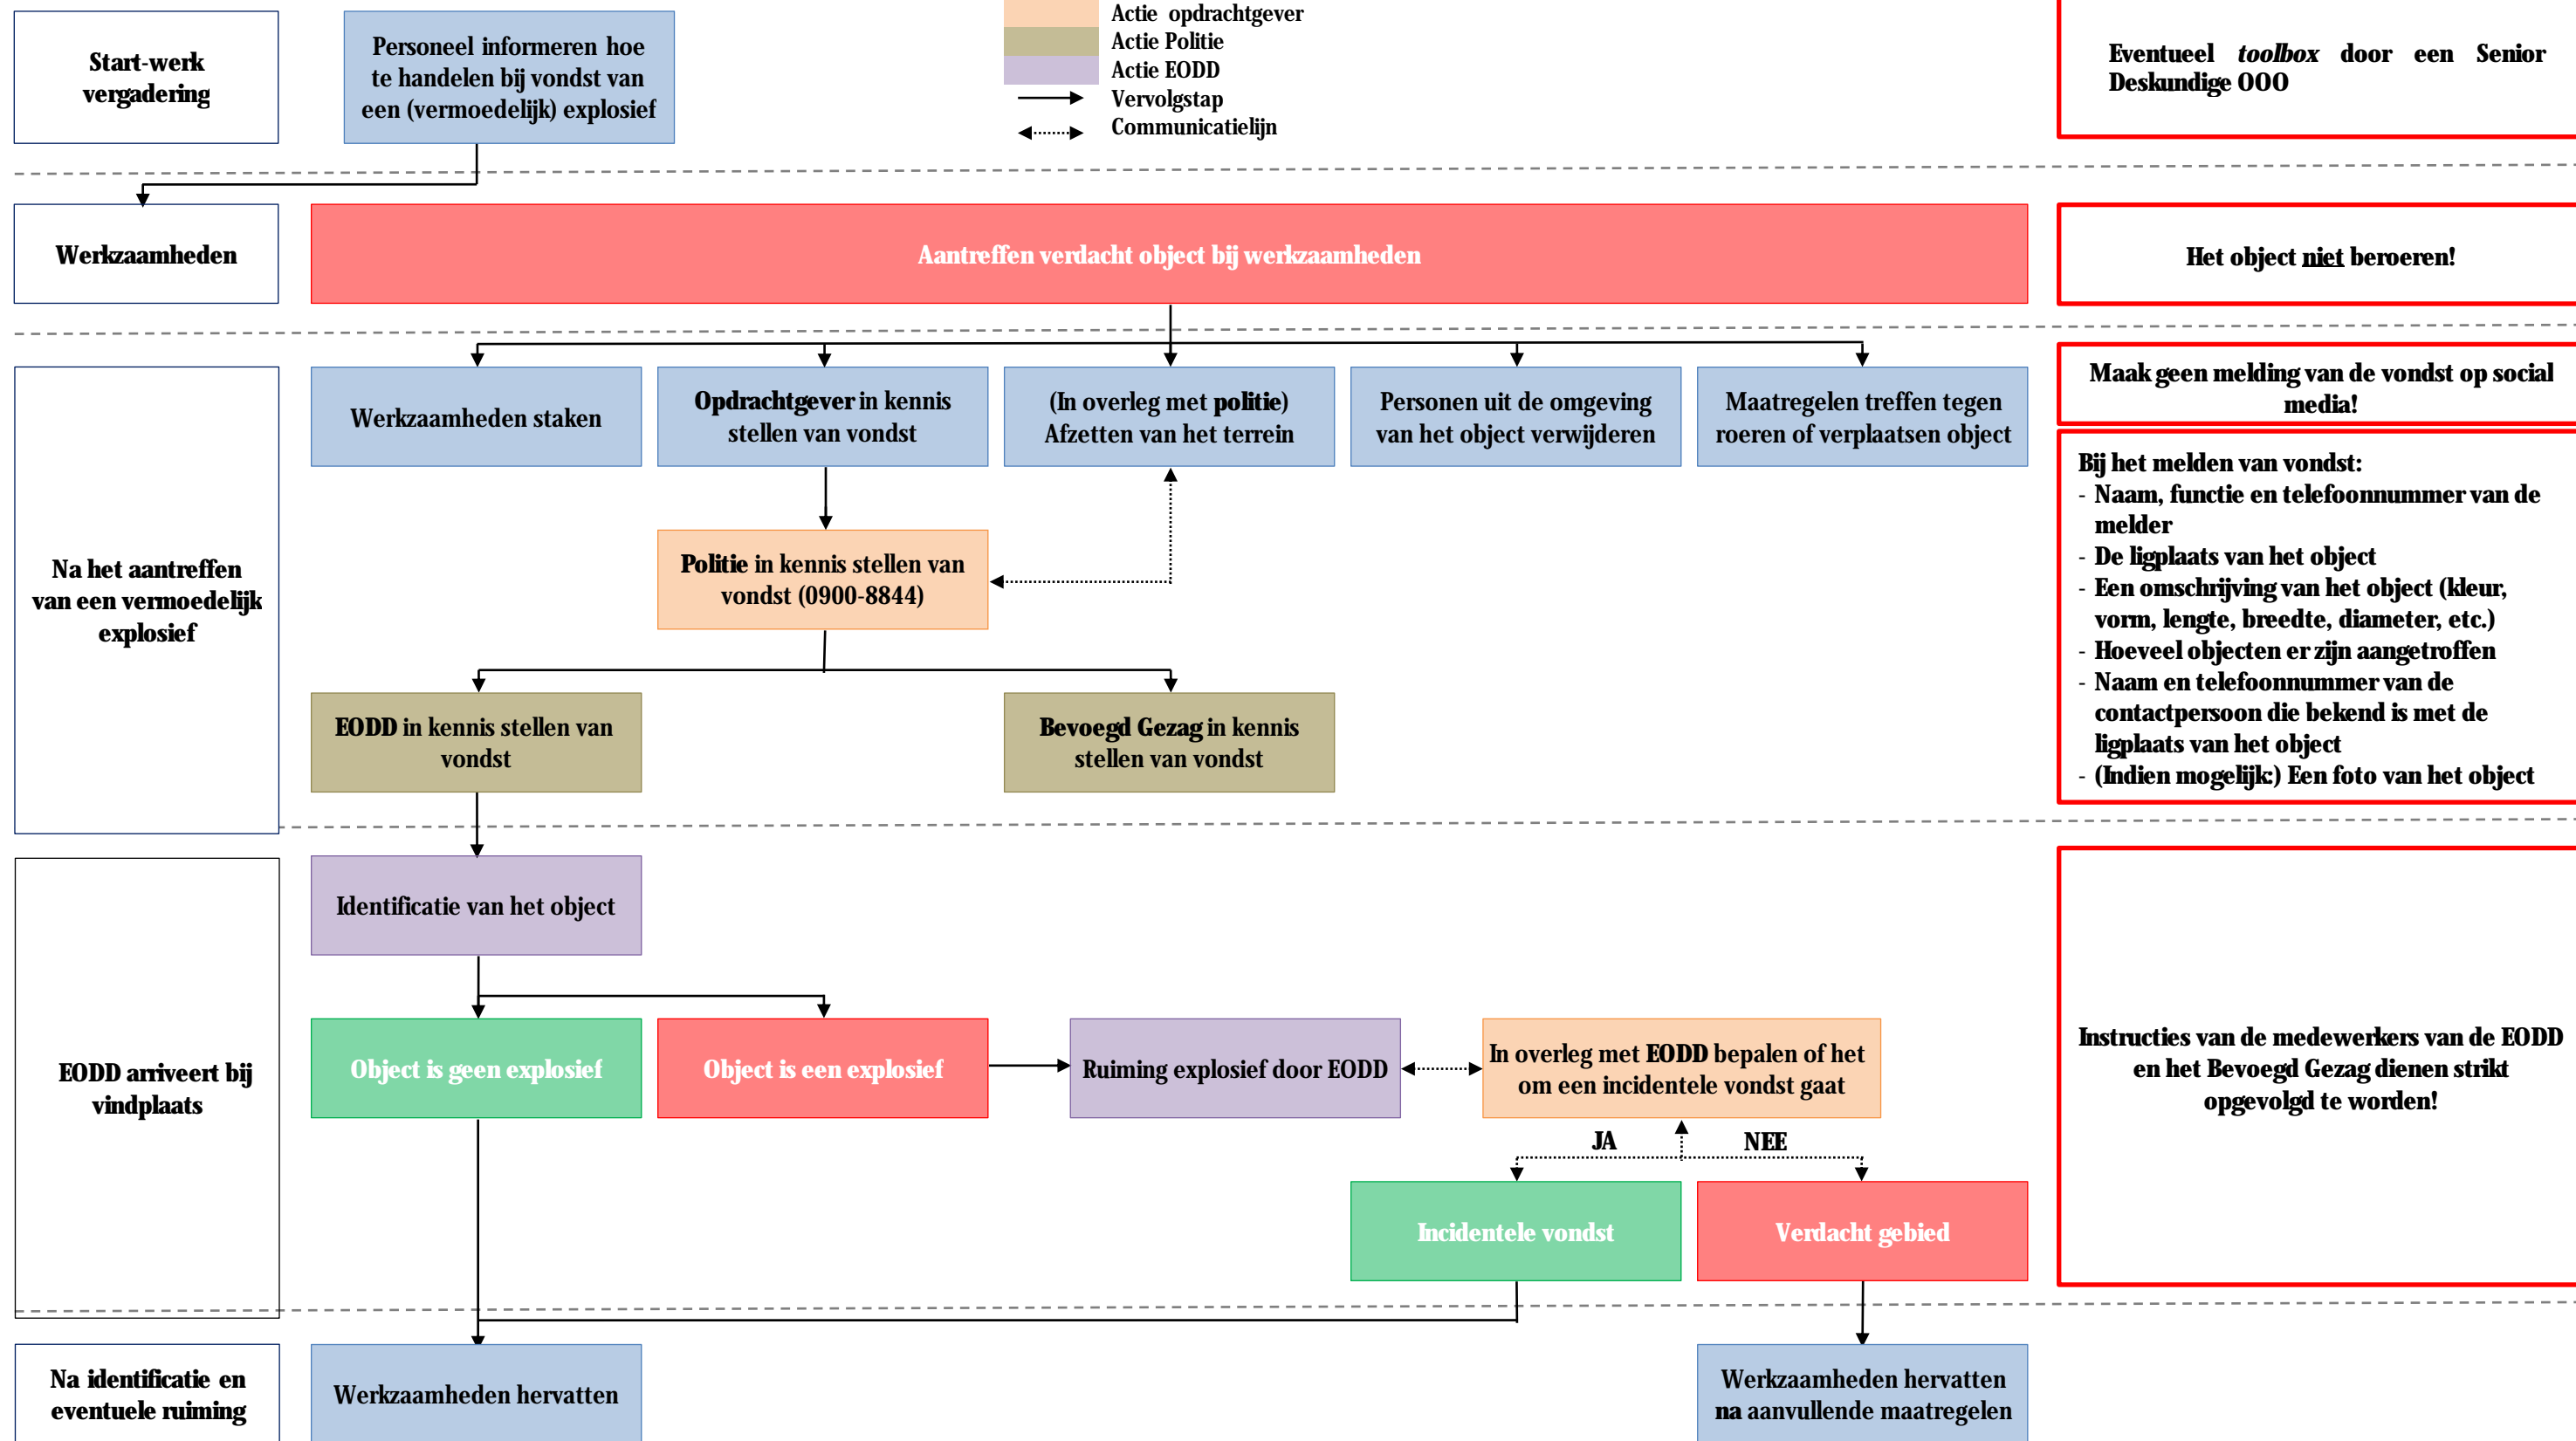 Actie opdrachtgever
Actie Politie
Actie EODD
Vervolgstap
Communicatielijn
Start-werk
vergadering
Personeel informeren hoe
te handelen bij vondst van
een (vermoedelijk) explosief
Eventueel toolbox door een Senior
Deskundige OOO
Werkzaamheden
Aantreffen verdacht object bij werkzaamheden
Het object niet beroeren!
Na het aantreffen
van een vermoedelijk
explosief
Werkzaamheden staken
Opdrachtgever in kennis
stellen van vondst
(In overleg met politie)
Afzetten van het terrein
Personen uit de omgeving
van het object verwijderen
Maatregelen treffen tegen
roeren of verplaatsen object
Maak geen melding van de vondst op social
media!
Politie in kennis stellen van
vondst (0900-8844)
EODD in kennis stellen van
vondst
Bevoegd Gezag in kennis
stellen van vondst
Bij het melden van vondst:
- Naam, functie en telefoonnummer van de
melder
- De ligplaats van het object
- Een omschrijving van het object (kleur,
vorm, lengte, breedte, diameter, etc.)
- Hoeveel objecten er zijn aangetroffen
- Naam en telefoonnummer van de
contactpersoon die bekend is met de
ligplaats van het object
- (Indien mogelijk:) Een foto van het object
EODD arriveert bij
vindplaats
Identificatie van het object
Object is geen explosief
Object is een explosief
Ruiming explosief door EODD
In overleg met EODD bepalen of het
om een incidentele vondst gaat
JA
NEE
Incidentele vondst
Verdacht gebied
Instructies van de medewerkers van de EODD
en het Bevoegd Gezag dienen strikt
opgevolgd te worden!
Na identificatie en
eventuele ruiming
Werkzaamheden hervatten
Werkzaamheden hervatten
na aanvullende maatregelen